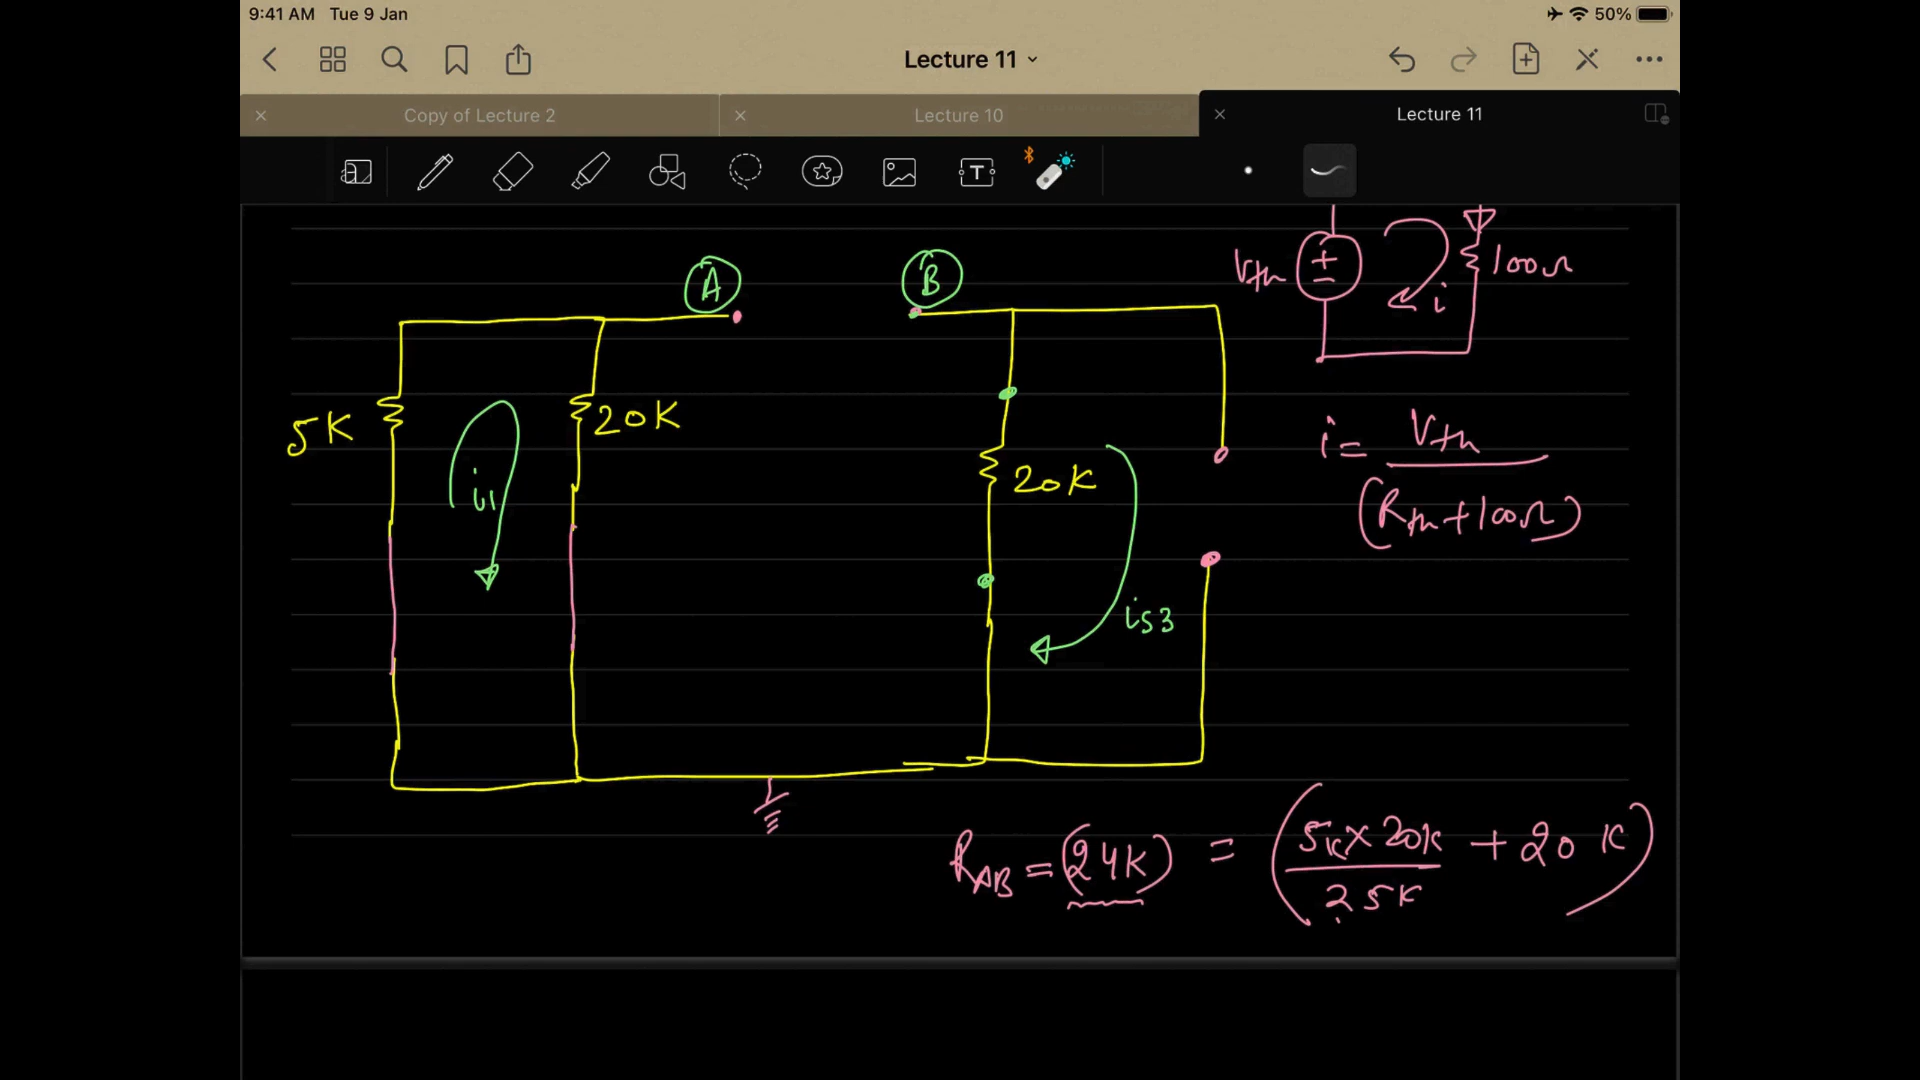 9:41 AM Tue 9 Jan
50%
Lecture 11
Copy of Lecture 2
Lecture 10
Lecture 11
T
A
B
Vth
+
−
i
100Ω
5K
20K
i1
20K
is3
i = Vth
(Rth + 100Ω)
RAB = (24K) = (5K × 20K + 20K)
25K